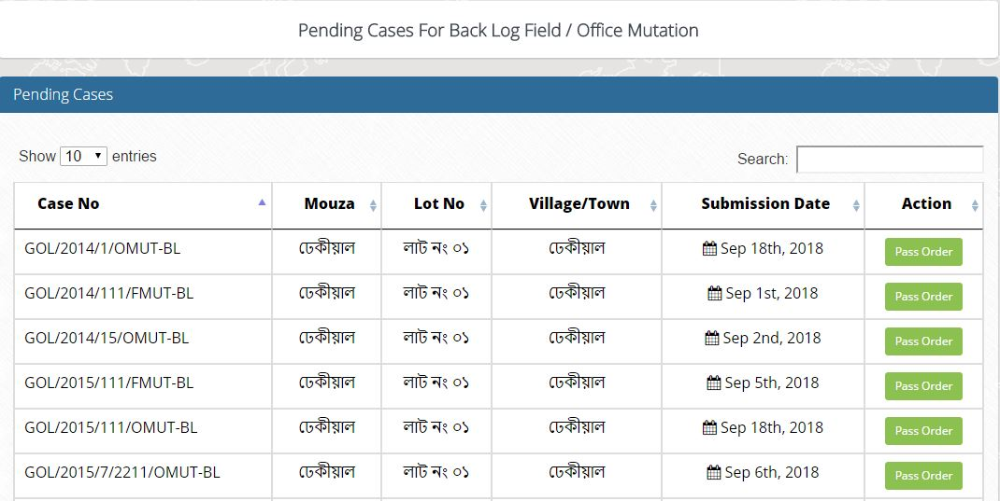 Pending Cases For Back Log Field / Office Mutation
Pending Cases
Show 10 entries Search:
Case No Mouza Lot No Village/Town Submission Date Action
GOL/2014/1/OMUT-BL ঢেকীয়াল লাট নং ০১ ঢেকীয়াল Sep 18th, 2018 Pass Order
GOL/2014/111/FMUT-BL ঢেকীয়াল লাট নং ০১ ঢেকীয়াল Sep 1st, 2018 Pass Order
GOL/2014/15/OMUT-BL ঢেকীয়াল লাট নং ০১ ঢেকীয়াল Sep 2nd, 2018 Pass Order
GOL/2015/111/FMUT-BL ঢেকীয়াল লাট নং ০১ ঢেকীয়াল Sep 5th, 2018 Pass Order
GOL/2015/111/OMUT-BL ঢেকীয়াল লাট নং ০১ ঢেকীয়াল Sep 18th, 2018 Pass Order
GOL/2015/7/2211/OMUT-BL ঢেকীয়াল লাট নং ০১ ঢেকীয়াল Sep 6th, 2018 Pass Order